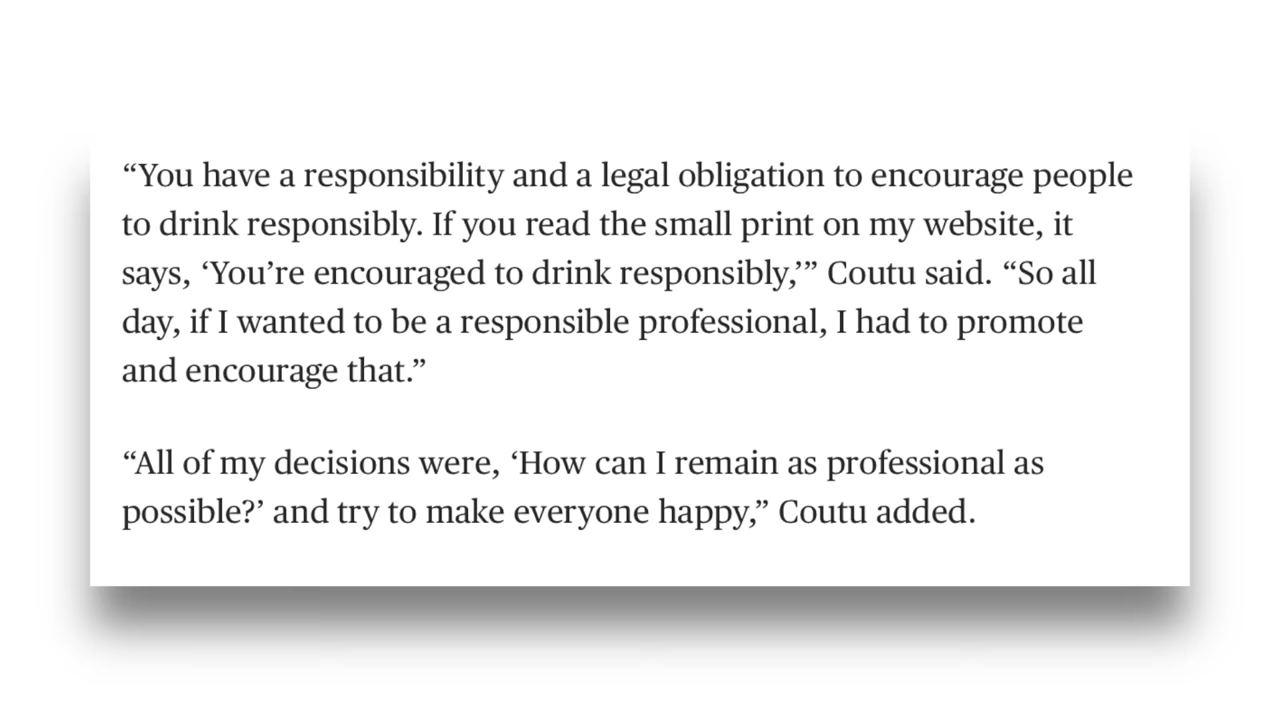 “You have a responsibility and a legal obligation to encourage people
to drink responsibly. If you read the small print on my website, it
says, ‘You’re encouraged to drink responsibly,’” Coutu said. “So all
day, if I wanted to be a responsible professional, I had to promote
and encourage that.”
“All of my decisions were, ‘How can I remain as professional as
possible?’ and try to make everyone happy,” Coutu added.